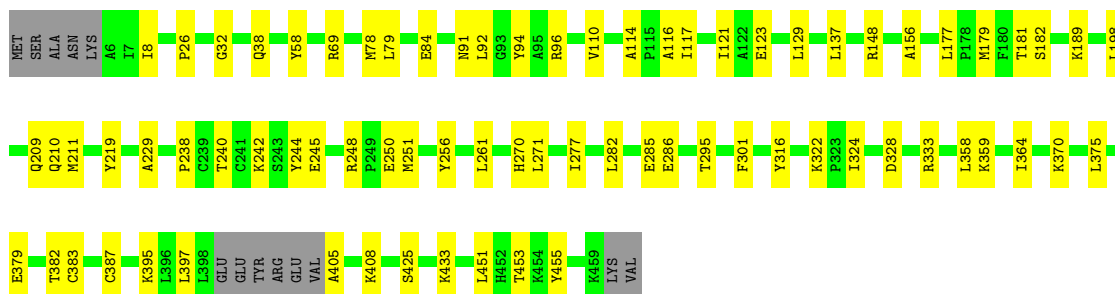 MET SER ALA ASN LYS A6 I7 I8 P26 G32 Q38 Y58 R69 M78 L79 E84 N91 L92 G93 Y94 A95 R96 V110 A114 P115 A116 I117 I121 A122 E123 L129 L137 R148 A156 L177 P178 M179 F180 T181 S182 K189
Q209 Q210 M211 Y219 A229 P238 C239 T240 C241 K242 S243 Y244 E245 R248 P249 E250 M251 Y256 L261 H270 L271 I277 L282 E285 E286 T295 F301 Y316 K322 P323 I324 D328 R333 L358 K359 I364 K370 L375
E379 T382 C383 C387 K395 L396 L397 L398 GLU GLU TYR ARG GLU VAL A405 K408 S425 K433 L451 H452 T453 K454 Y455 K459 LYS VAL